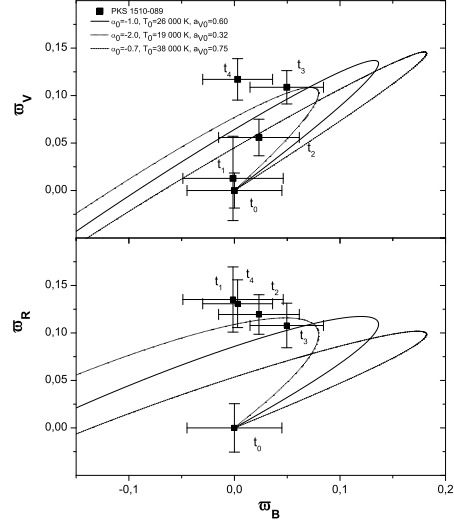 PKS 1510-089
α₀=-1.0, T₀=26 000 K, a_V0=0.60
α₀=-2.0, T₀=19 000 K, a_V0=0.32
α₀=-0.7, T₀=38 000 K, a_V0=0.75
0,15
0,10
0,05
0,00
ϖ_V
t₄
t₃
t₂
t₁
t₀
0,15
0,10
0,05
0,00
ϖ_R
t₁
t₄
t₂
t₃
t₀
-0,1
0,0
0,1
0,2
ϖ_B